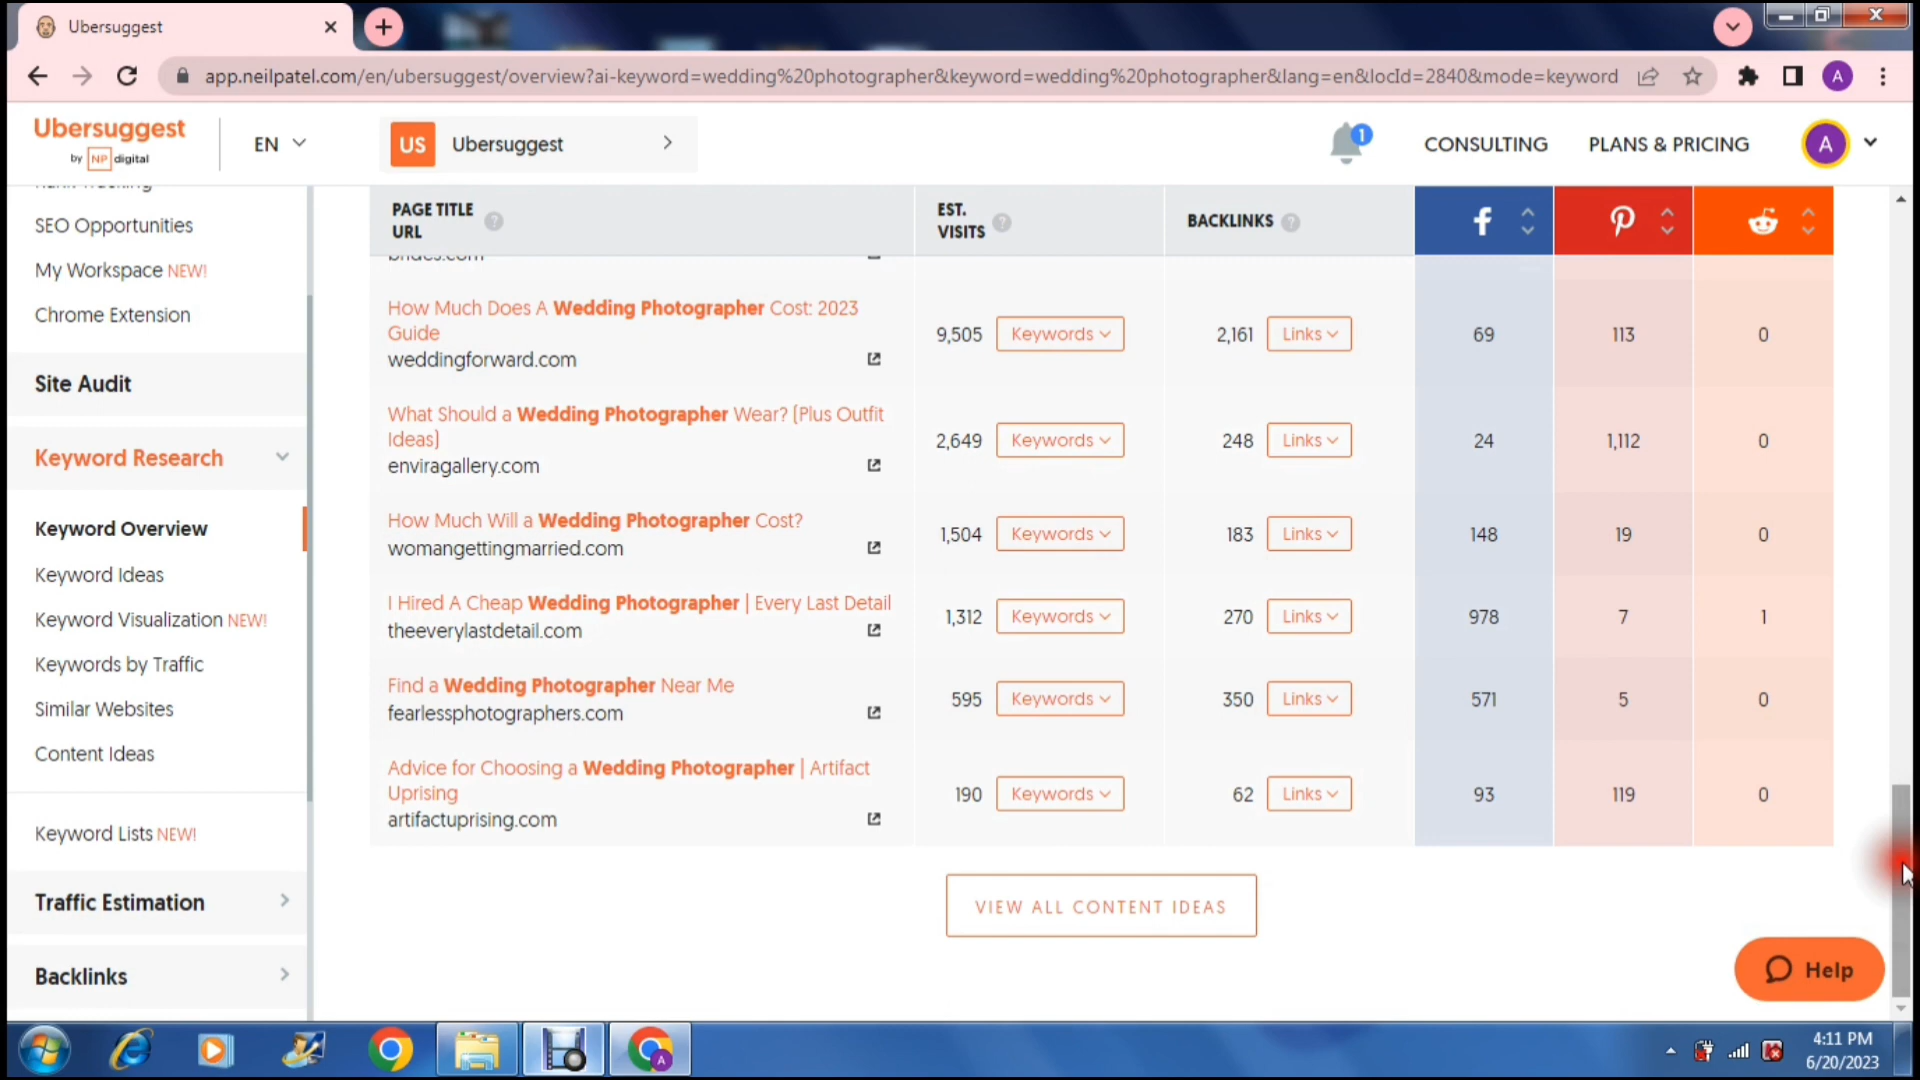 Ubersuggest
app.neilpatel.com/en/ubersuggest/overview?ai-keyword=wedding%20photographer&keyword=wedding%20photographer&lang=en&locId=2840&mode=keyword
A
Ubersuggest
by NP digital
EN
US Ubersuggest
1
CONSULTING
PLANS & PRICING
A
Rank Tracking
SEO Opportunities
My Workspace NEW!
Chrome Extension
Site Audit
Keyword Research
Keyword Overview
Keyword Ideas
Keyword Visualization NEW!
Keywords by Traffic
Similar Websites
Content Ideas
Keyword Lists NEW!
Traffic Estimation
Backlinks
PAGE TITLE
URL
EST.
VISITS
BACKLINKS
brides.com
How Much Does A Wedding Photographer Cost: 2023
Guide
weddingforward.com
9,505 Keywords 2,161 Links 69 113 0
What Should a Wedding Photographer Wear? (Plus Outfit
Ideas)
enviragallery.com
2,649 Keywords 248 Links 24 1,112 0
How Much Will a Wedding Photographer Cost?
womangettingmarried.com
1,504 Keywords 183 Links 148 19 0
I Hired A Cheap Wedding Photographer | Every Last Detail
theeverylastdetail.com
1,312 Keywords 270 Links 978 7 1
Find a Wedding Photographer Near Me
fearlessphotographers.com
595 Keywords 350 Links 571 5 0
Advice for Choosing a Wedding Photographer | Artifact
Uprising
artifactuprising.com
190 Keywords 62 Links 93 119 0
VIEW ALL CONTENT IDEAS
Help
4:11 PM
6/20/2023